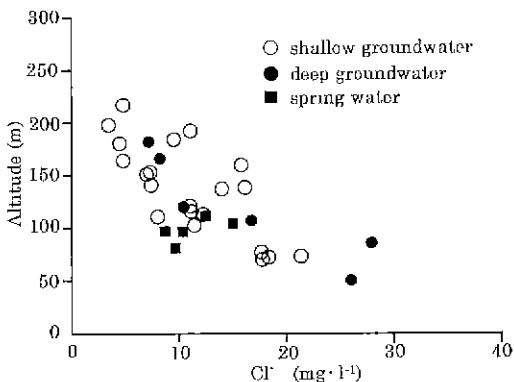 300
250
200
150
100
50
0
Altitude (m)
shallow groundwater
deep groundwater
spring water
0 10 20 30 40
Cl⁻ (mg·l⁻¹)